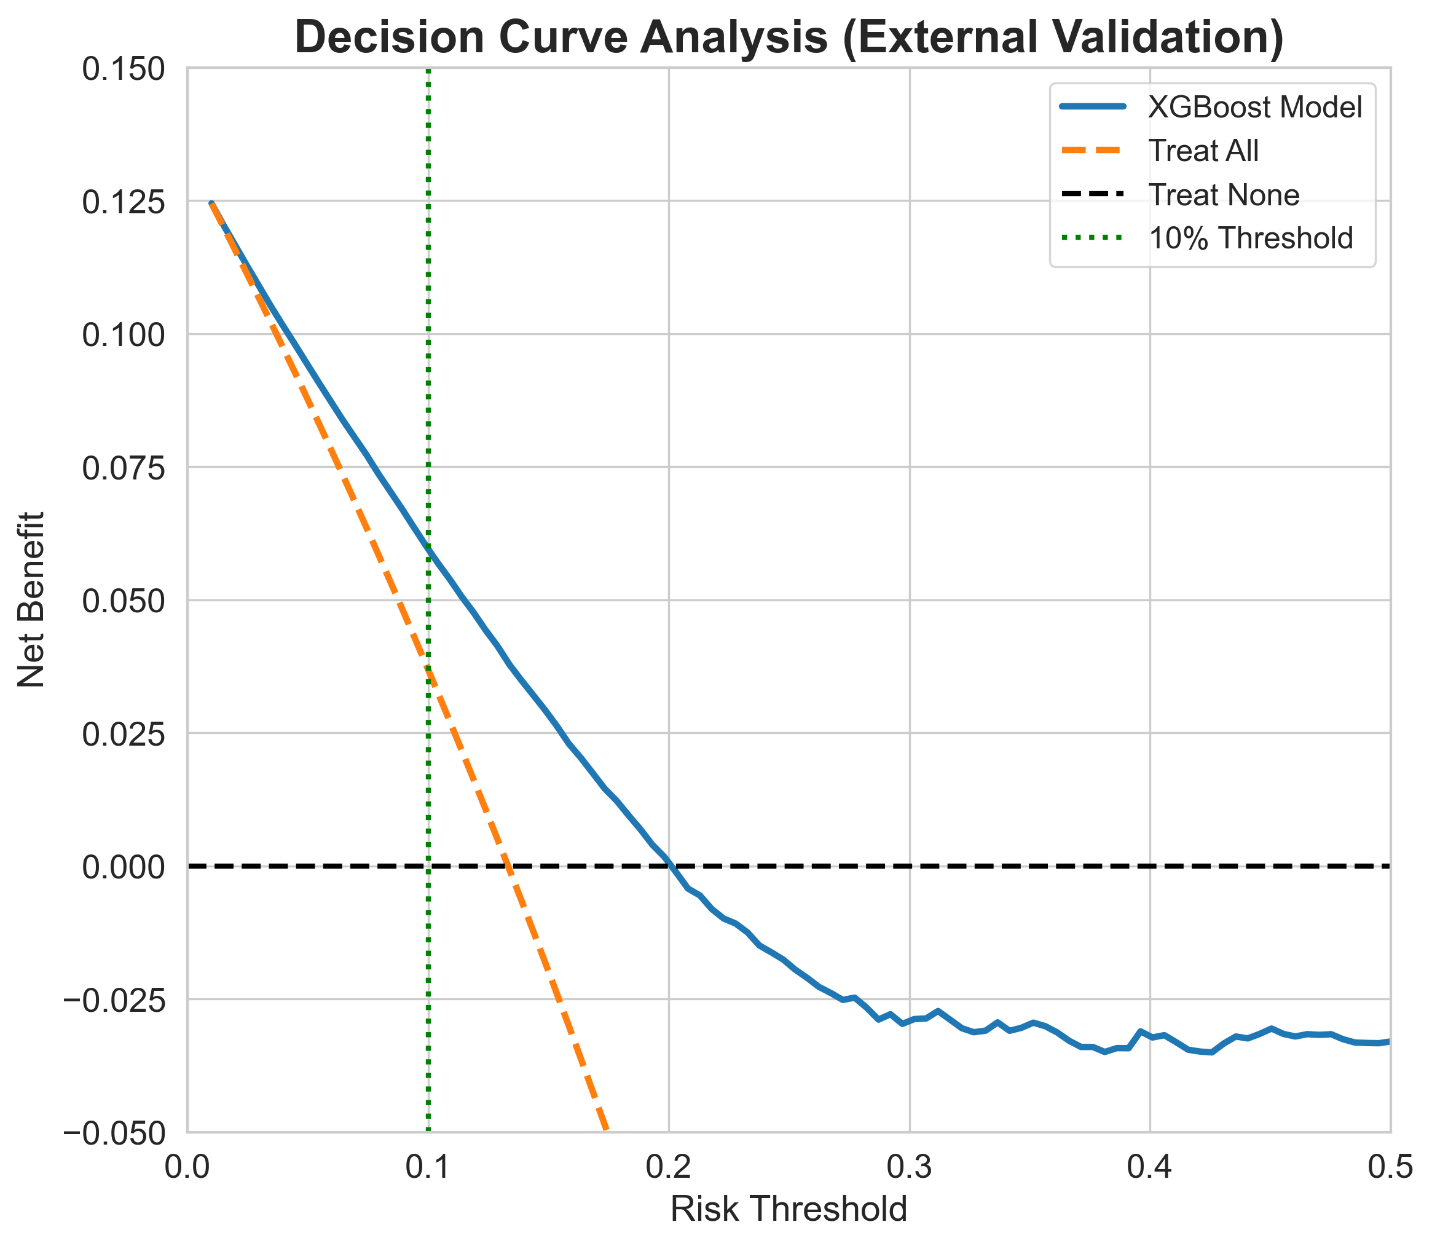 Decision Curve Analysis (External Validation)
0.150
0.125
0.100
0.075
0.050
0.025
0.000
−0.025
−0.050
Net Benefit
XGBoost Model
Treat All
Treat None
10% Threshold
0.0 0.1 0.2 0.3 0.4 0.5
Risk Threshold